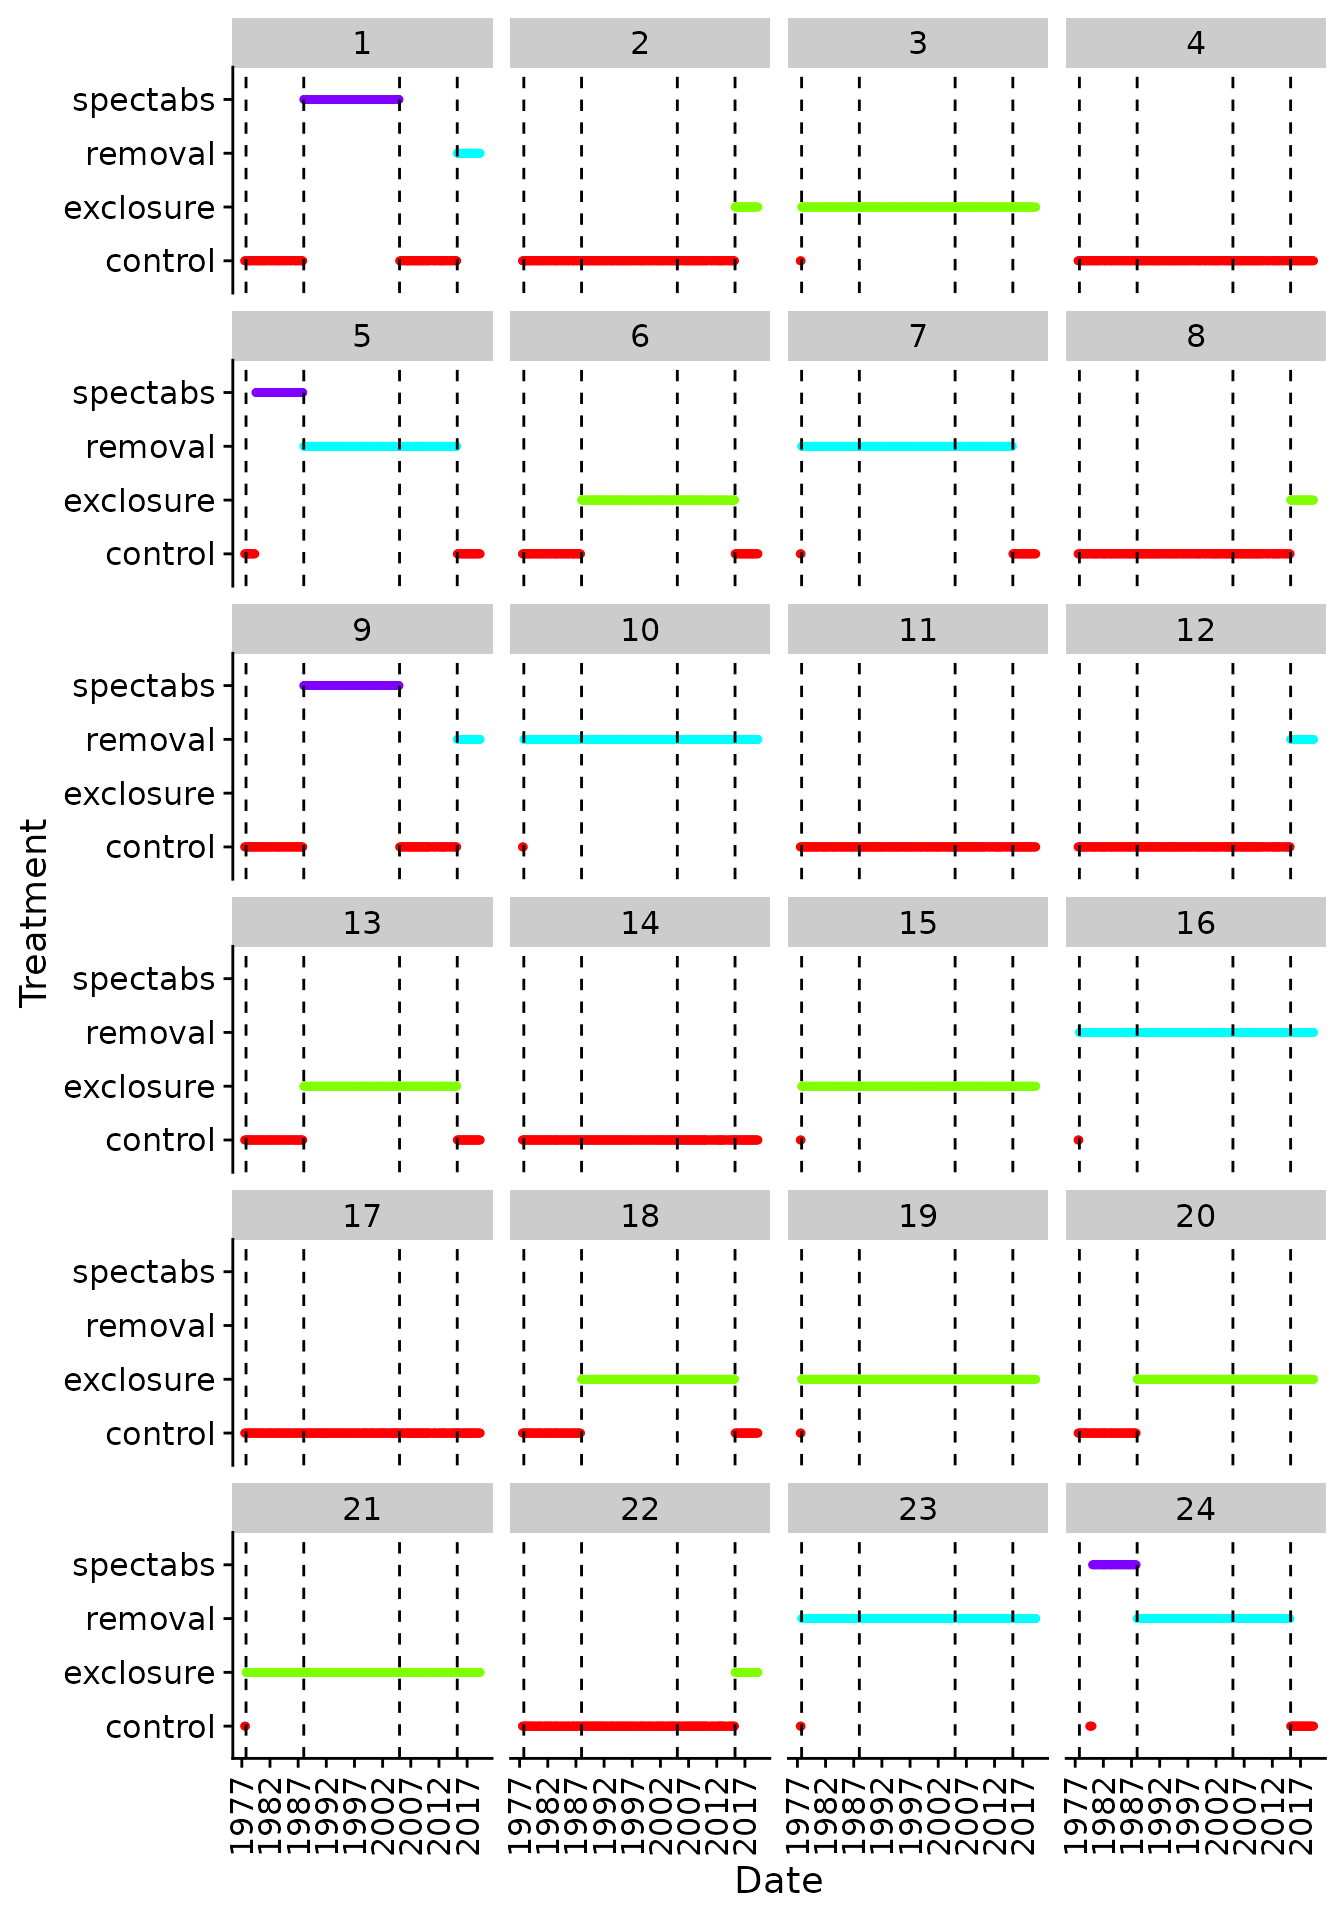 1 2 3 4
spectabs
removal
exclosure
control
5 6 7 8
spectabs
removal
exclosure
control
9 10 11 12
spectabs
removal
exclosure
control
Treatment
13 14 15 16
spectabs
removal
exclosure
control
17 18 19 20
spectabs
removal
exclosure
control
21 22 23 24
spectabs
removal
exclosure
control
1977 1982 1987 1992 1997 2002 2007 2012 2017 1977 1982 1987 1992 1997 2002 2007 2012 2017 1977 1982 1987 1992 1997 2002 2007 2012 2017 1977 1982 1987 1992 1997 2002 2007 2012 2017
Date